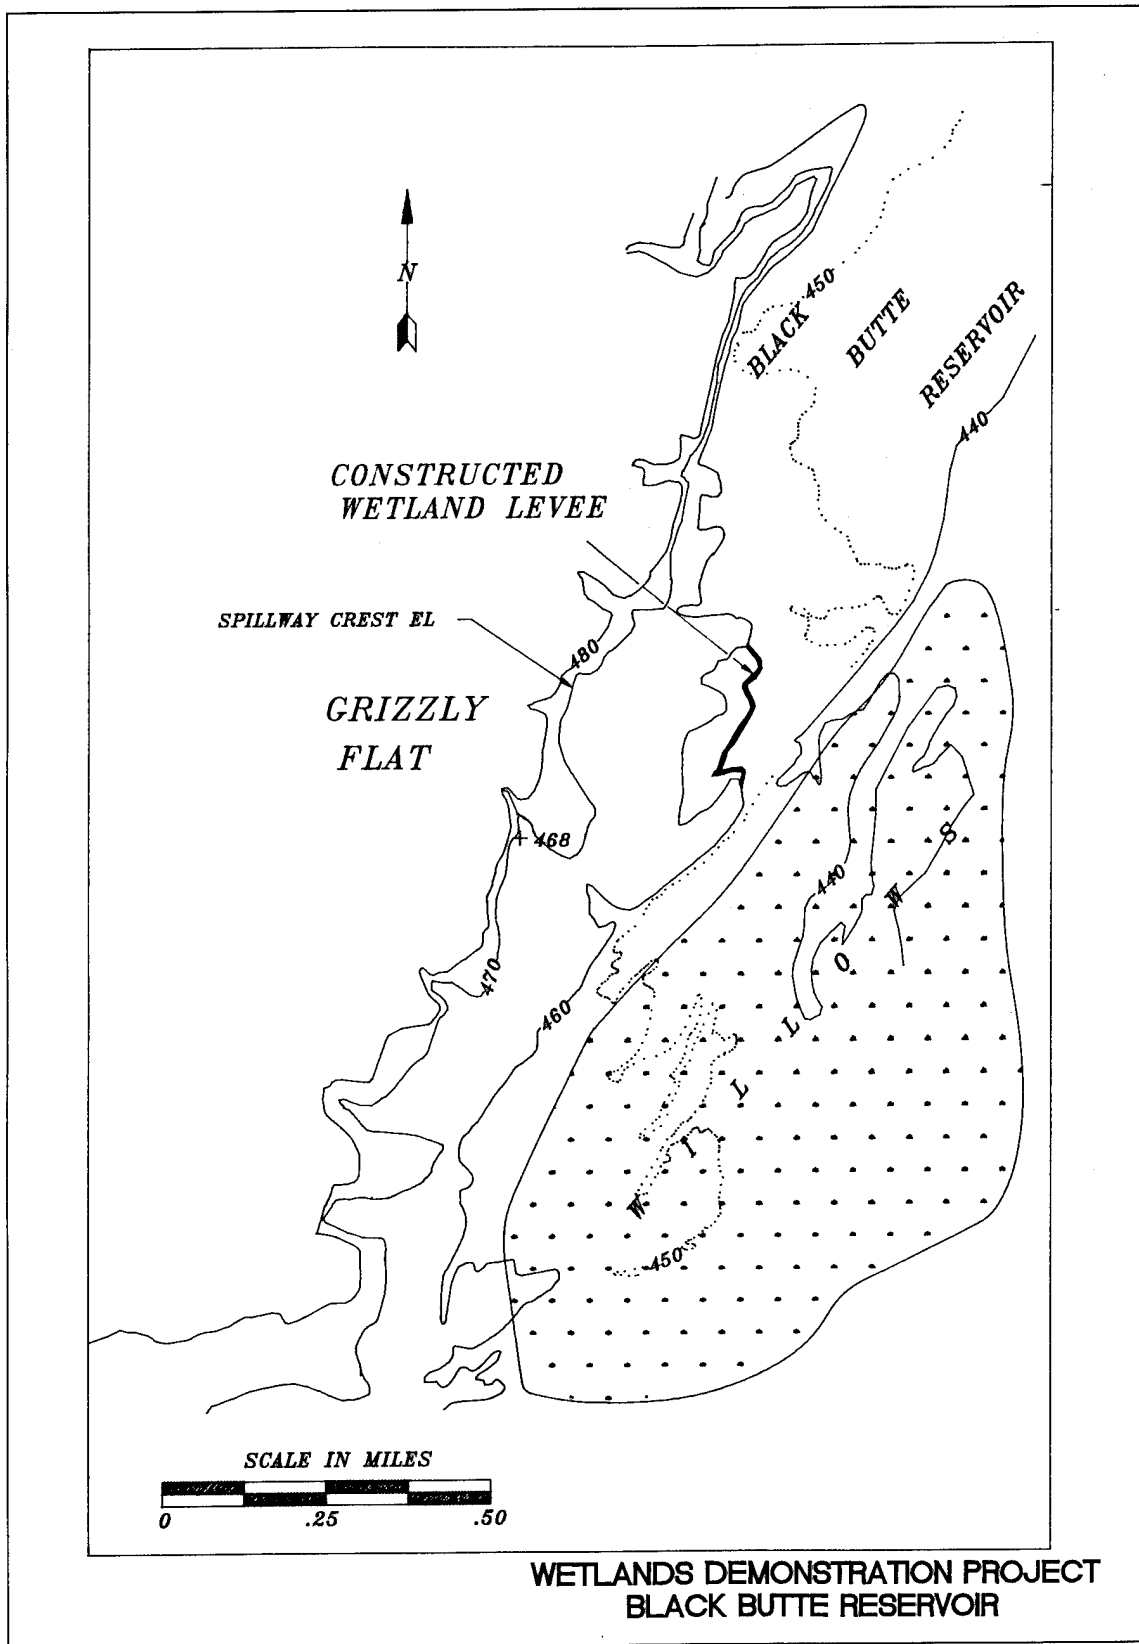 N
450
BLACK
BUTTE
RESERVOIR
440
CONSTRUCTED
WETLAND LEVEE
SPILLWAY CREST EL
480
GRIZZLY
FLAT
468
440
470
460
WILLOWS
450
SCALE IN MILES
0 .25 .50
WETLANDS DEMONSTRATION PROJECT
BLACK BUTTE RESERVOIR